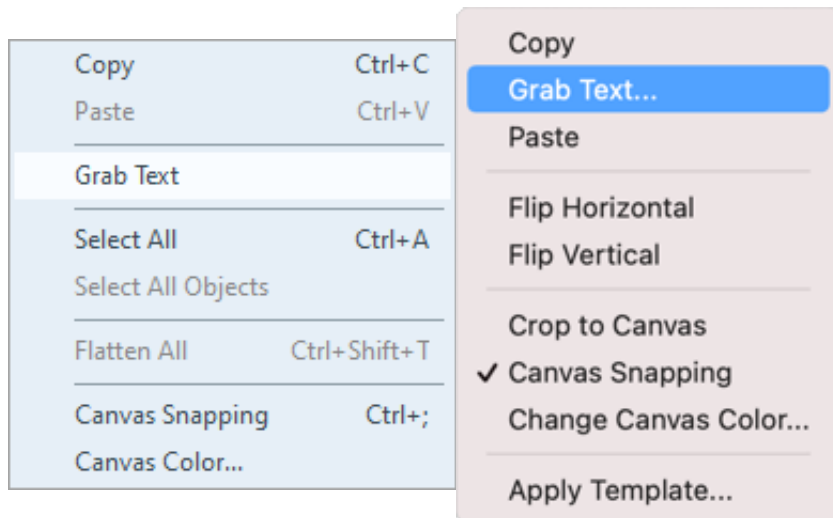 Copy Ctrl+C
Paste Ctrl+V
Grab Text
Select All Ctrl+A
Select All Objects
Flatten All Ctrl+Shift+T
Canvas Snapping Ctrl+;
Canvas Color...
Copy
Grab Text...
Paste
Flip Horizontal
Flip Vertical
Crop to Canvas
✓ Canvas Snapping
Change Canvas Color...
Apply Template...